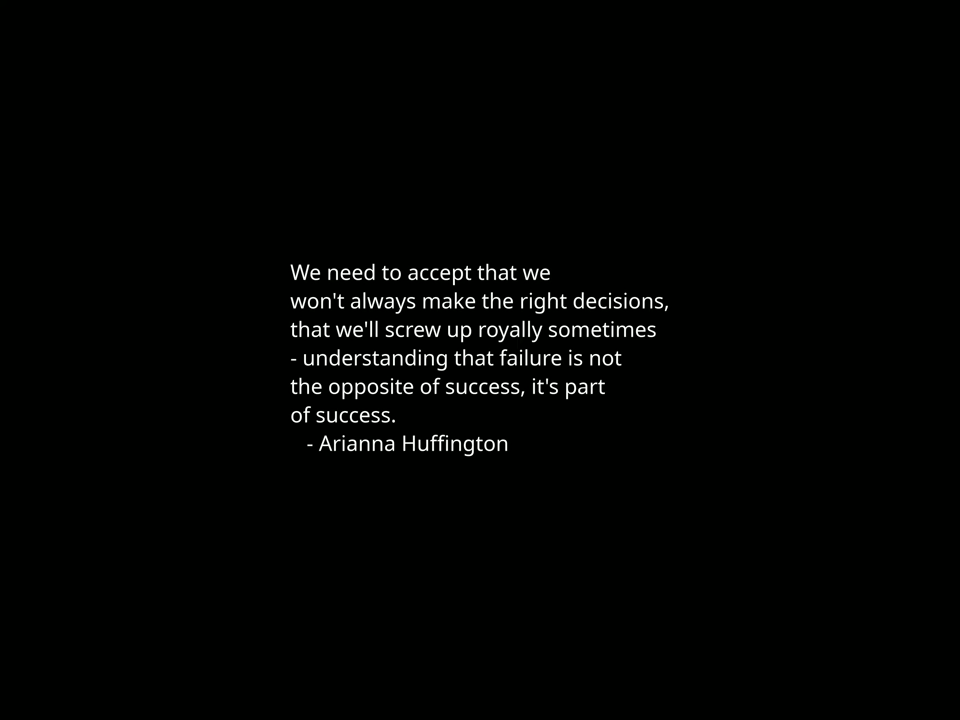 We need to accept that we
won't always make the right decisions,
that we'll screw up royally sometimes
- understanding that failure is not
the opposite of success, it's part
of success.
- Arianna Huffington